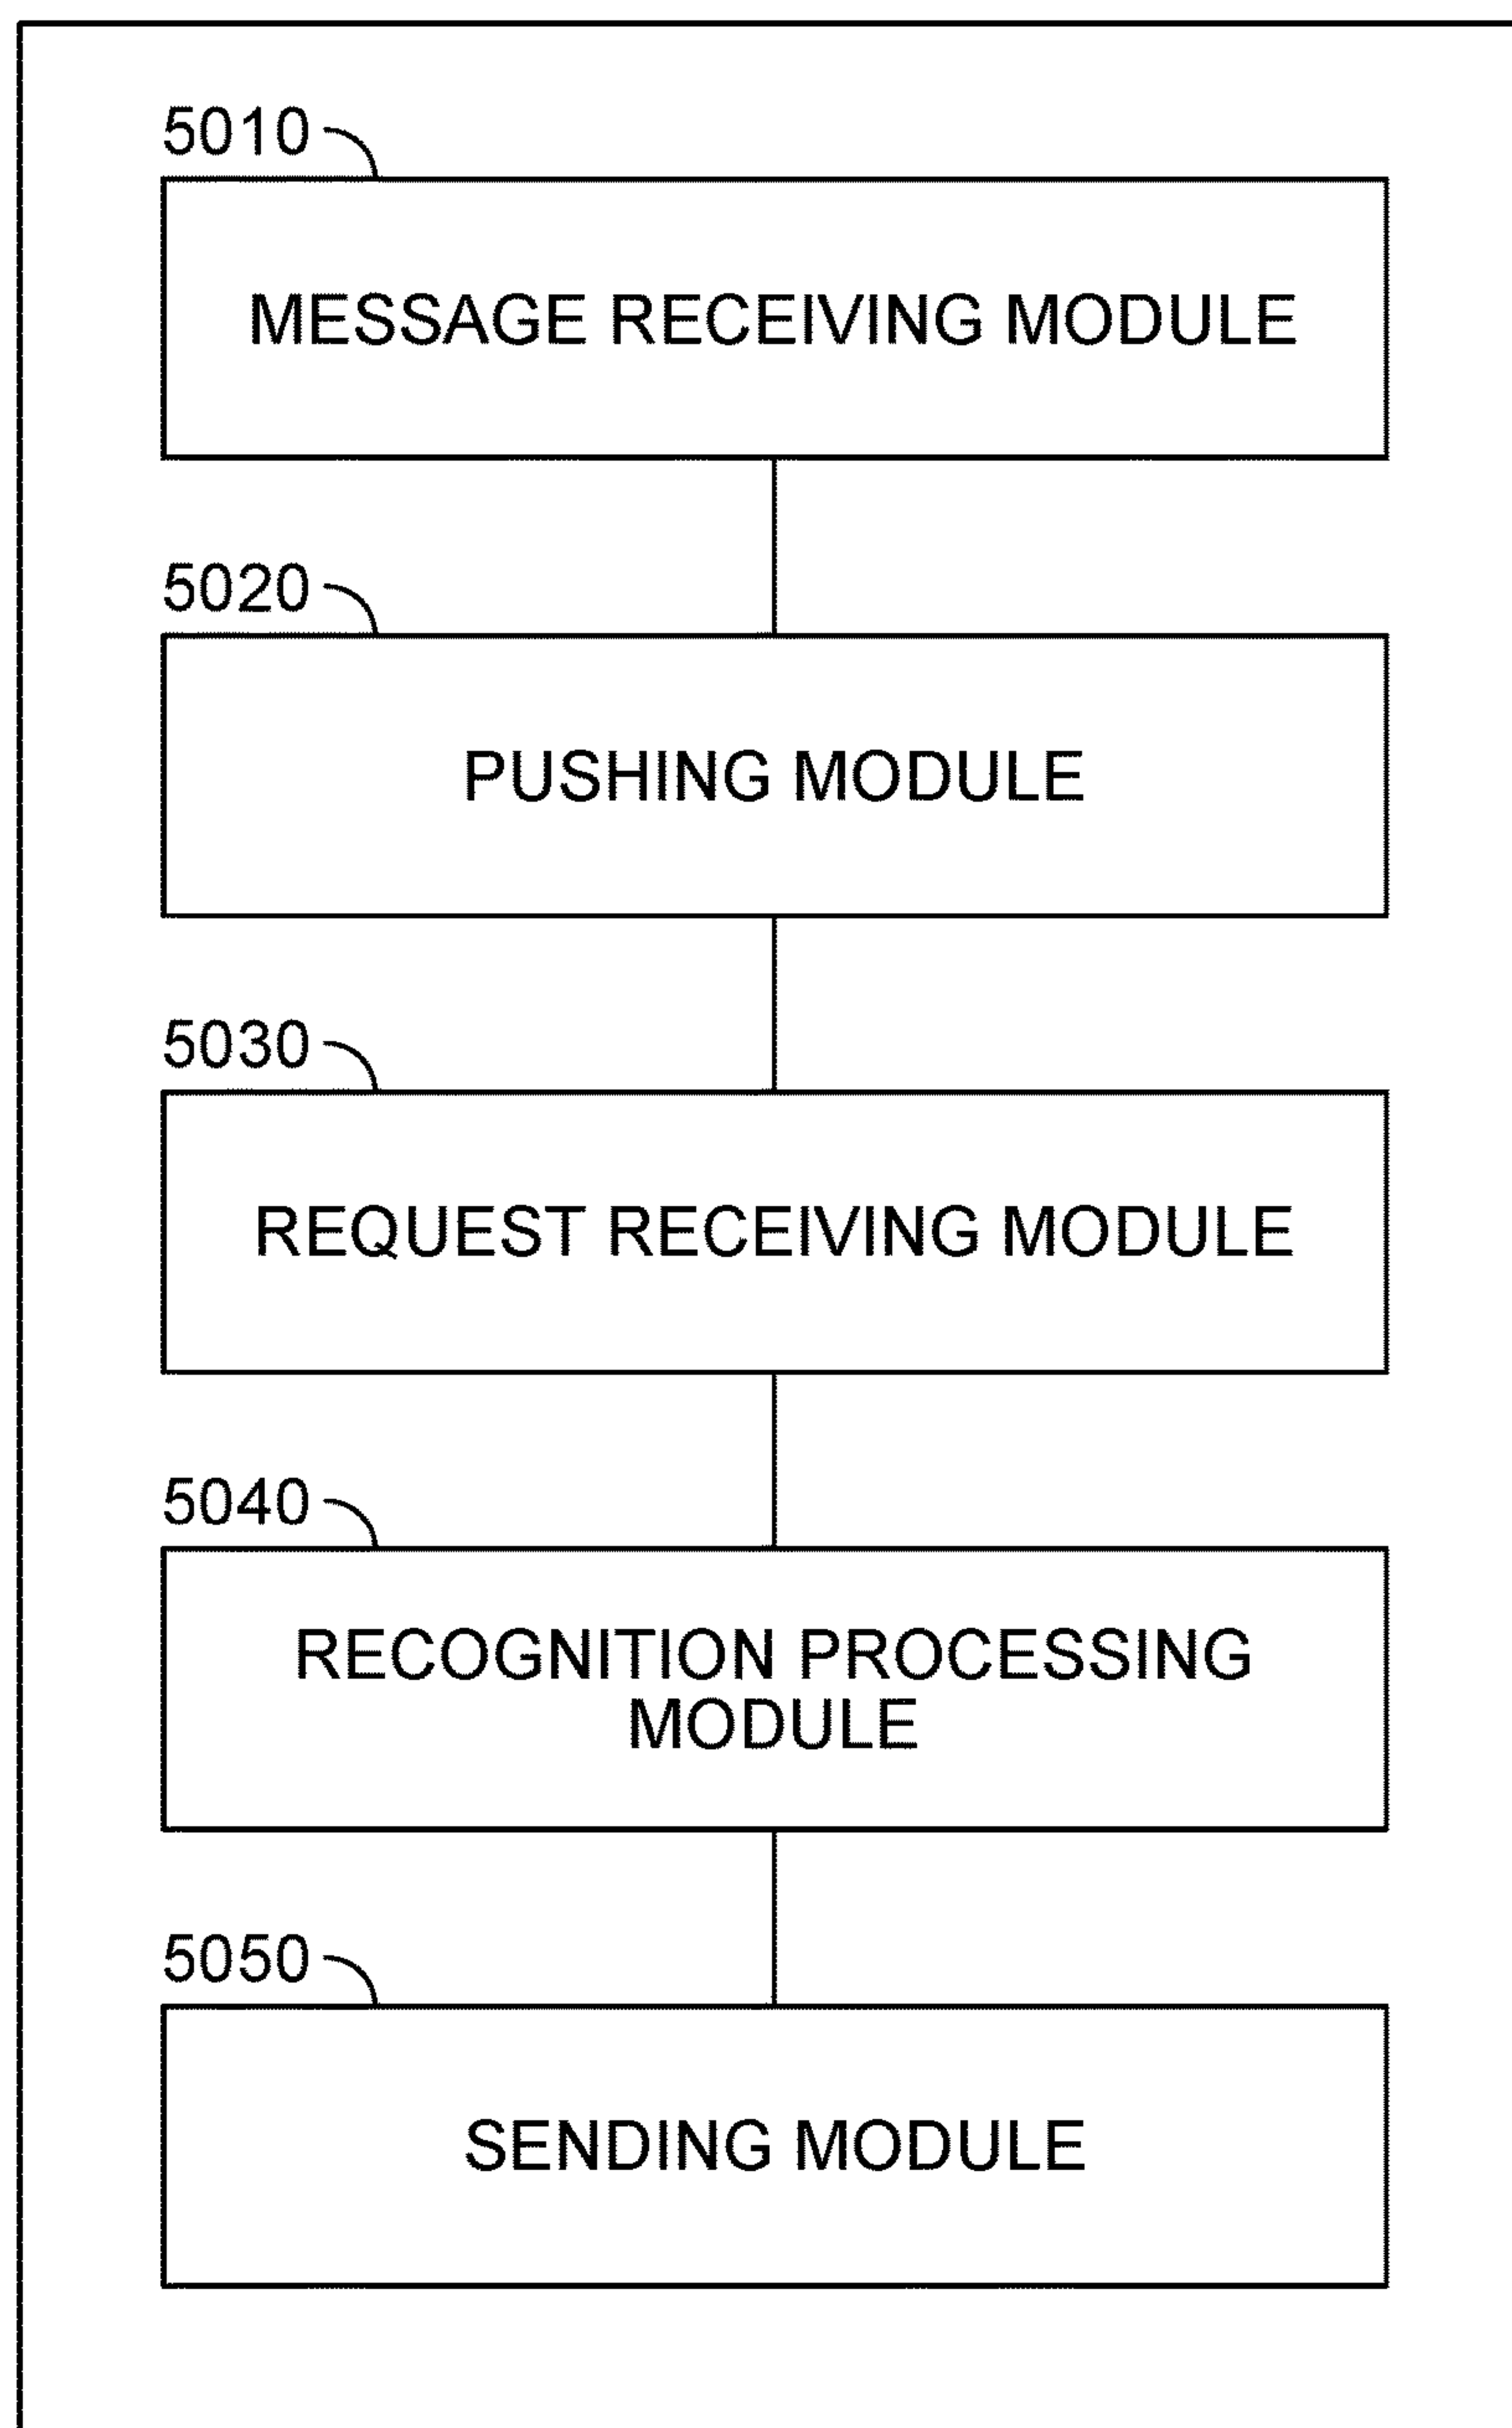 5010
MESSAGE RECEIVING MODULE
5020
PUSHING MODULE
5030
REQUEST RECEIVING MODULE
5040
RECOGNITION PROCESSING
MODULE
5050
SENDING MODULE